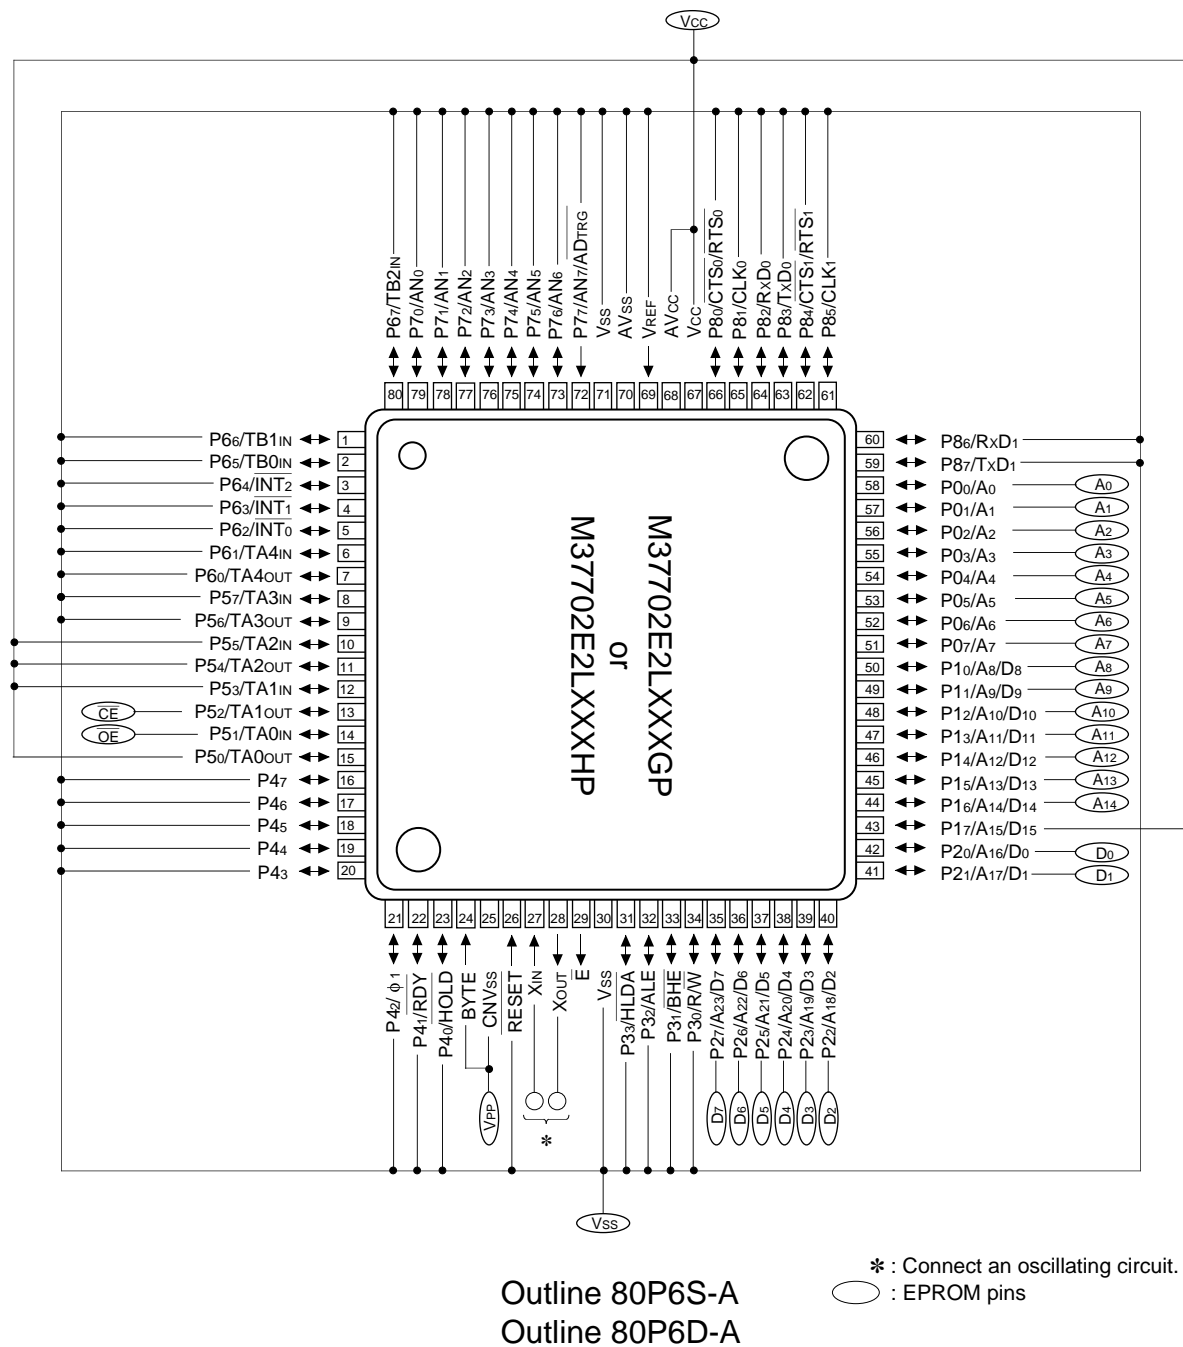 Vcc
P67/TB2IN
P70/AN0
P71/AN1
P72/AN2
P73/AN3
P74/AN4
P75/AN5
P76/AN6
P77/AN7/ADTRG
Vss
AVss
VREF
AVcc
Vcc
P80/CTS0/RTS0
P81/CLK0
P82/RxD0
P83/TxD0
P84/CTS1/RTS1
P85/CLK1
80 79 78 77 76 75 74 73 72 71 70 69 68 67 66 65 64 63 62 61
P66/TB1IN 1
P65/TB0IN 2
P64/INT2 3
P63/INT1 4
P62/INT0 5
P61/TA4IN 6
P60/TA4OUT 7
P57/TA3IN 8
P56/TA3OUT 9
P55/TA2IN 10
P54/TA2OUT 11
P53/TA1IN 12
CE P52/TA1OUT 13
OE P51/TA0IN 14
P50/TA0OUT 15
P47 16
P46 17
P45 18
P44 19
P43 20
M37702E2LXXXGP
or
M37702E2LXXXHP
60 P86/RxD1
59 P87/TxD1
58 P00/A0 A0
57 P01/A1 A1
56 P02/A2 A2
55 P03/A3 A3
54 P04/A4 A4
53 P05/A5 A5
52 P06/A6 A6
51 P07/A7 A7
50 P10/A8/D8 A8
49 P11/A9/D9 A9
48 P12/A10/D10 A10
47 P13/A11/D11 A11
46 P14/A12/D12 A12
45 P15/A13/D13 A13
44 P16/A14/D14 A14
43 P17/A15/D15
42 P20/A16/D0 D0
41 P21/A17/D1 D1
21 22 23 24 25 26 27 28 29 30 31 32 33 34 35 36 37 38 39 40
P42/ϕ1
P41/RDY
P40/HOLD
BYTE
CNVss
RESET
XIN
XOUT
E
Vss
P33/HLDA
P32/ALE
P31/BHE
P30/R/W
P27/A23/D7
P26/A22/D6
P25/A21/D5
P24/A20/D4
P23/A19/D3
P22/A18/D2
VPP
✻
D7
D6
D5
D4
D3
D2
Vss
✻ : Connect an oscillating circuit.
: EPROM pins
Outline 80P6S-A
Outline 80P6D-A